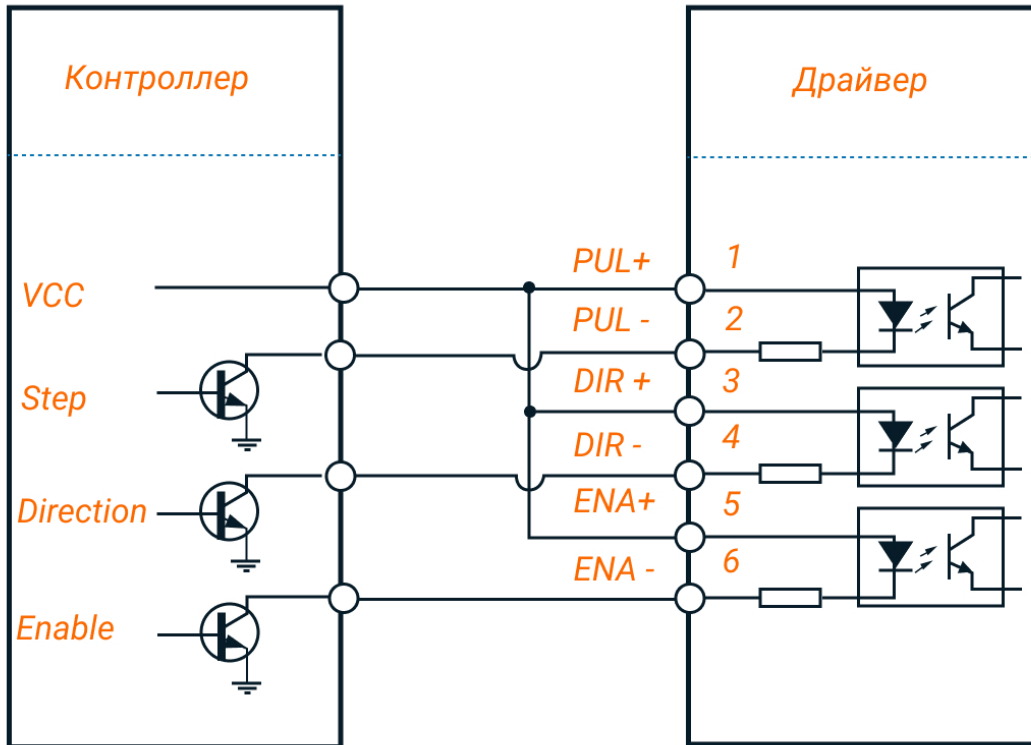 Контроллер
Драйвер
VCC
Step
Direction
Enable
PUL+
PUL -
DIR +
DIR -
ENA+
ENA -
1
2
3
4
5
6